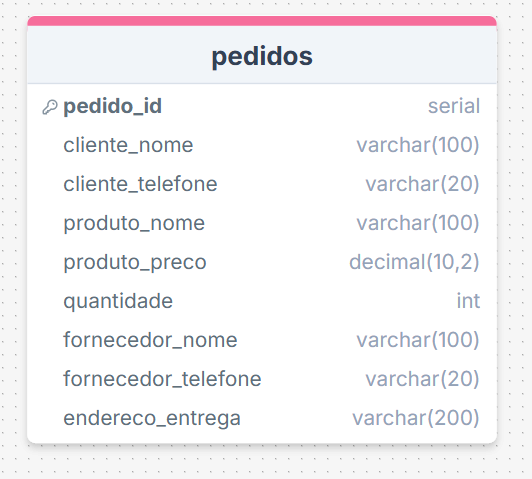 pedidos
pedido_id serial
cliente_nome varchar(100)
cliente_telefone varchar(20)
produto_nome varchar(100)
produto_preco decimal(10,2)
quantidade int
fornecedor_nome varchar(100)
fornecedor_telefone varchar(20)
endereco_entrega varchar(200)